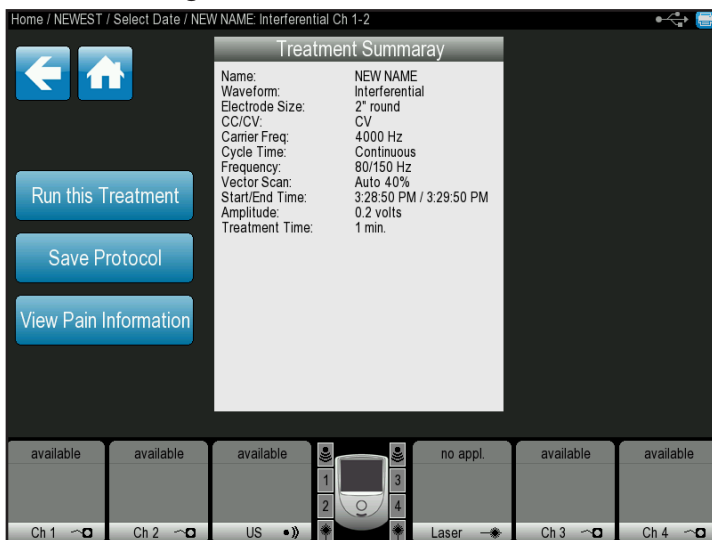 Home / NEWEST / Select Date / NEW NAME: Interferential Ch 1-2
Treatment Summaray
Name: NEW NAME
Waveform: Interferential
Electrode Size: 2" round
CC/CV: CV
Carrier Freq: 4000 Hz
Cycle Time: Continuous
Frequency: 80/150 Hz
Vector Scan: Auto 40%
Start/End Time: 3:28:50 PM / 3:29:50 PM
Amplitude: 0.2 volts
Treatment Time: 1 min.
Run this Treatment
Save Protocol
View Pain Information
available available available no appl. available available
1 3
2 4
Ch 1 Ch 2 US Laser Ch 3 Ch 4